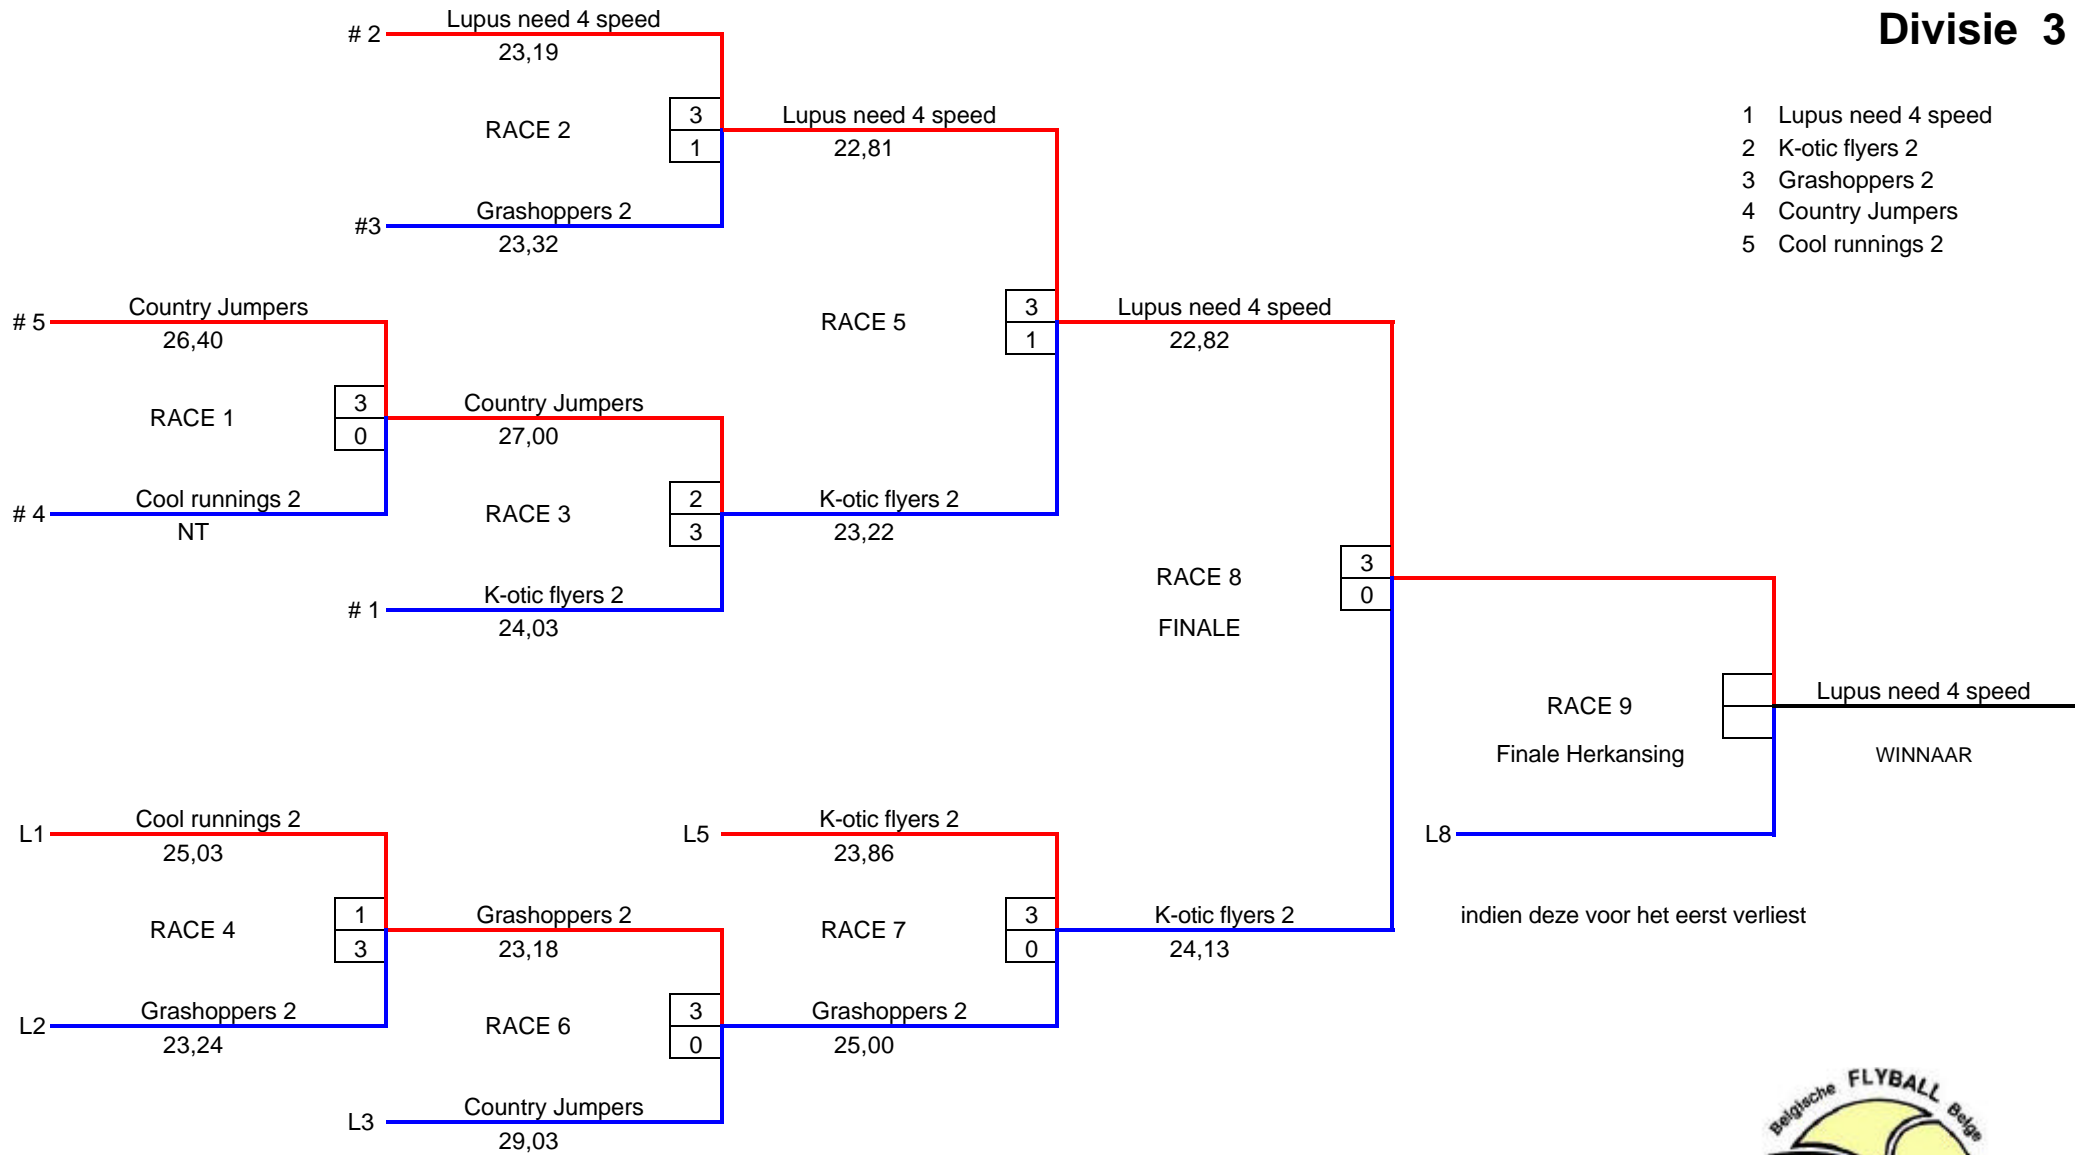 Divisie 3
1 Lupus need 4 speed
2 K-otic flyers 2
3 Grashoppers 2
4 Country Jumpers
5 Cool runnings 2
# 2
Lupus need 4 speed
23,19
RACE 2
3
1
#3
Grashoppers 2
23,32
# 5
Country Jumpers
26,40
RACE 1
3
0
# 4
Cool runnings 2
NT
Country Jumpers
27,00
RACE 3
2
3
# 1
K-otic flyers 2
24,03
Lupus need 4 speed
22,81
RACE 5
3
1
K-otic flyers 2
23,22
Lupus need 4 speed
22,82
RACE 8
FINALE
3
0
L1
Cool runnings 2
25,03
RACE 4
1
3
L2
Grashoppers 2
23,24
Grashoppers 2
23,18
RACE 6
3
0
L3
Country Jumpers
29,03
L5
K-otic flyers 2
23,86
RACE 7
3
0
Grashoppers 2
25,00
K-otic flyers 2
24,13
RACE 9
Finale Herkansing
L8
indien deze voor het eerst verliest
Lupus need 4 speed
WINNAAR
Belgische FLYBALL Belge